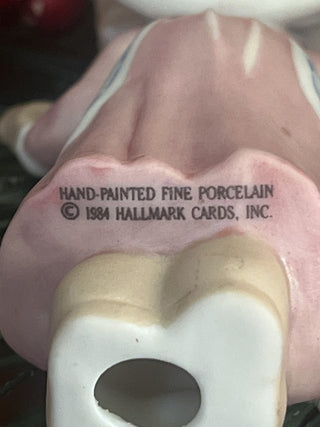 HAND-PAINTED FINE PORCELAIN
© 1984 HALLMARK CARDS, INC.